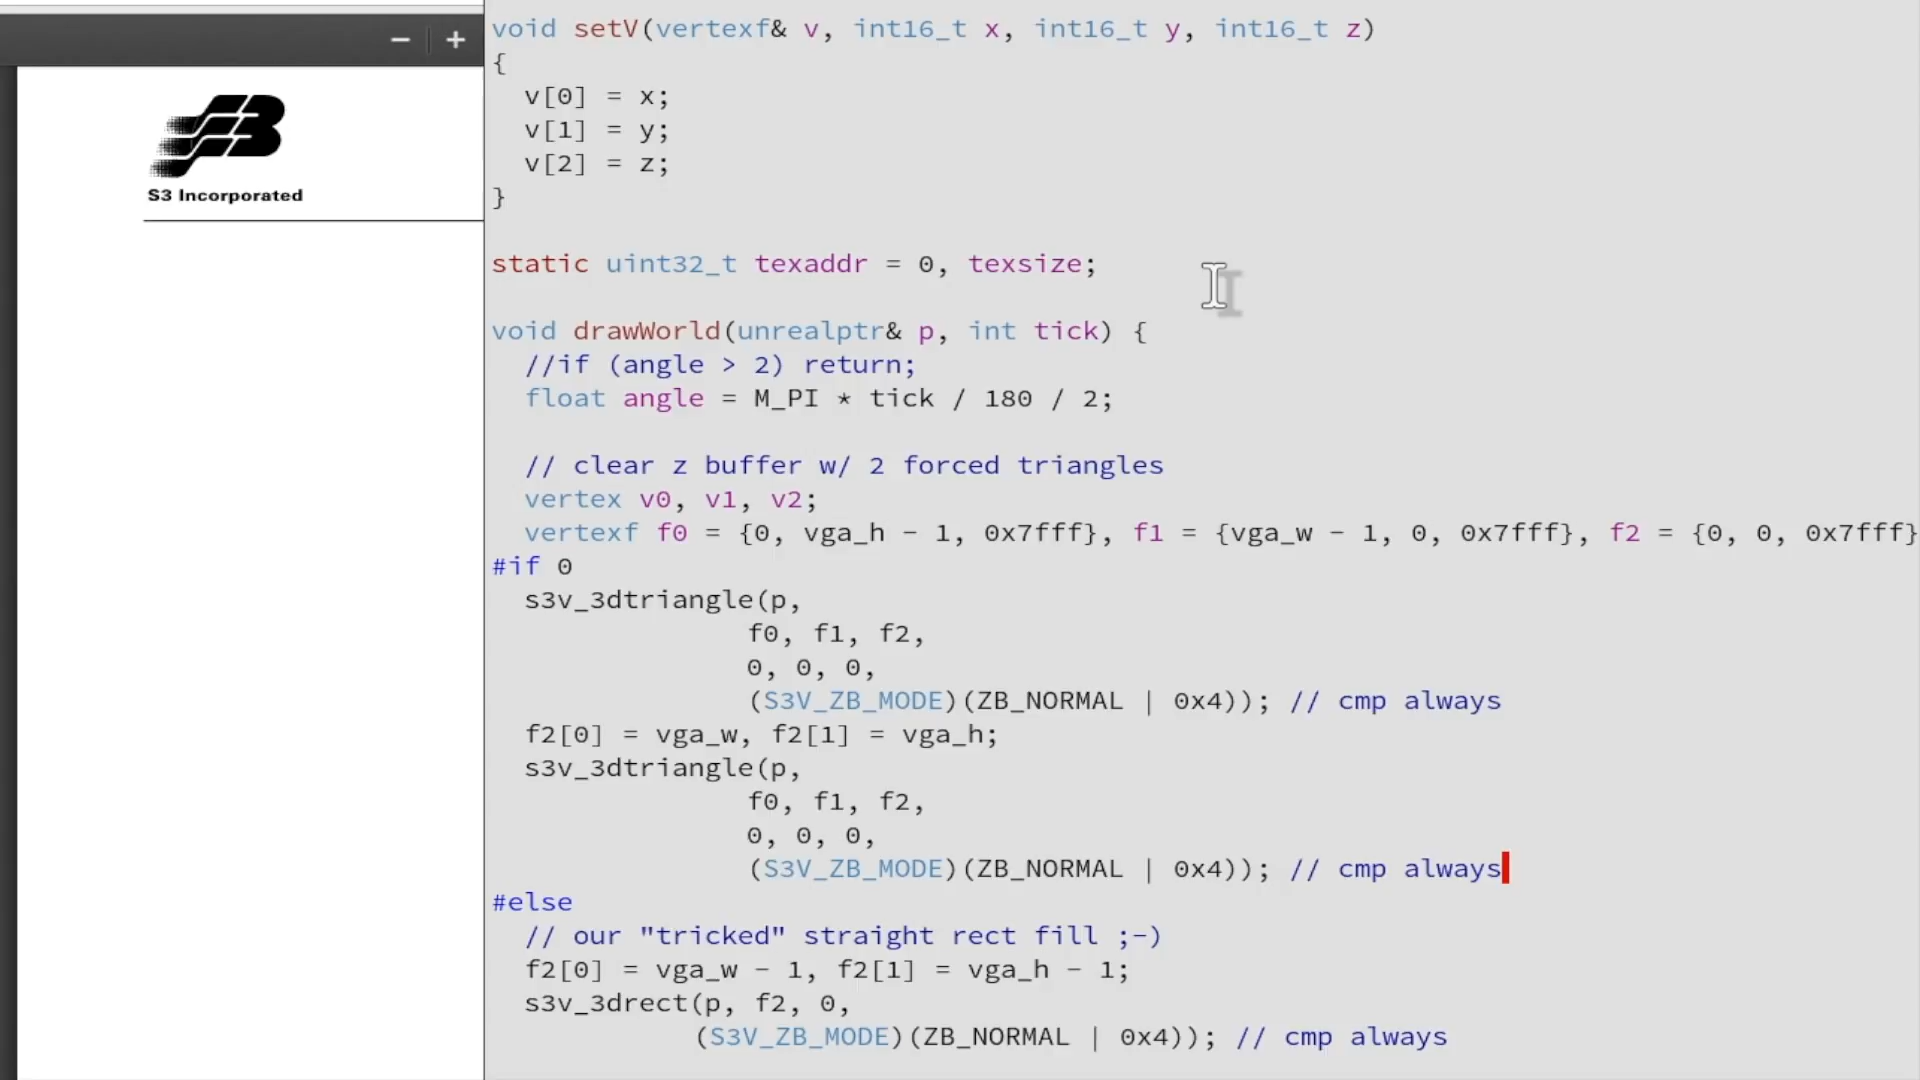 S3
S3 Incorporated
void setV(vertexf& v, int16_t x, int16_t y, int16_t z)
{
  v[0] = x;
  v[1] = y;
  v[2] = z;
}
static uint32_t texaddr = 0, texsize;
void drawWorld(unrealptr& p, int tick) {
  //if (angle > 2) return;
  float angle = M_PI * tick / 180 / 2;
  // clear z buffer w/ 2 forced triangles
  vertex v0, v1, v2;
  vertexf f0 = {0, vga_h - 1, 0x7fff}, f1 = {vga_w - 1, 0, 0x7fff}, f2 = {0, 0, 0x7fff}
#if 0
  s3v_3dtriangle(p,
                f0, f1, f2,
                0, 0, 0,
                (S3V_ZB_MODE)(ZB_NORMAL | 0x4)); // cmp always
  f2[0] = vga_w, f2[1] = vga_h;
  s3v_3dtriangle(p,
                f0, f1, f2,
                0, 0, 0,
                (S3V_ZB_MODE)(ZB_NORMAL | 0x4)); // cmp always
#else
  // our "tricked" straight rect fill ;-)
  f2[0] = vga_w - 1, f2[1] = vga_h - 1;
  s3v_3drect(p, f2, 0,
             (S3V_ZB_MODE)(ZB_NORMAL | 0x4)); // cmp always